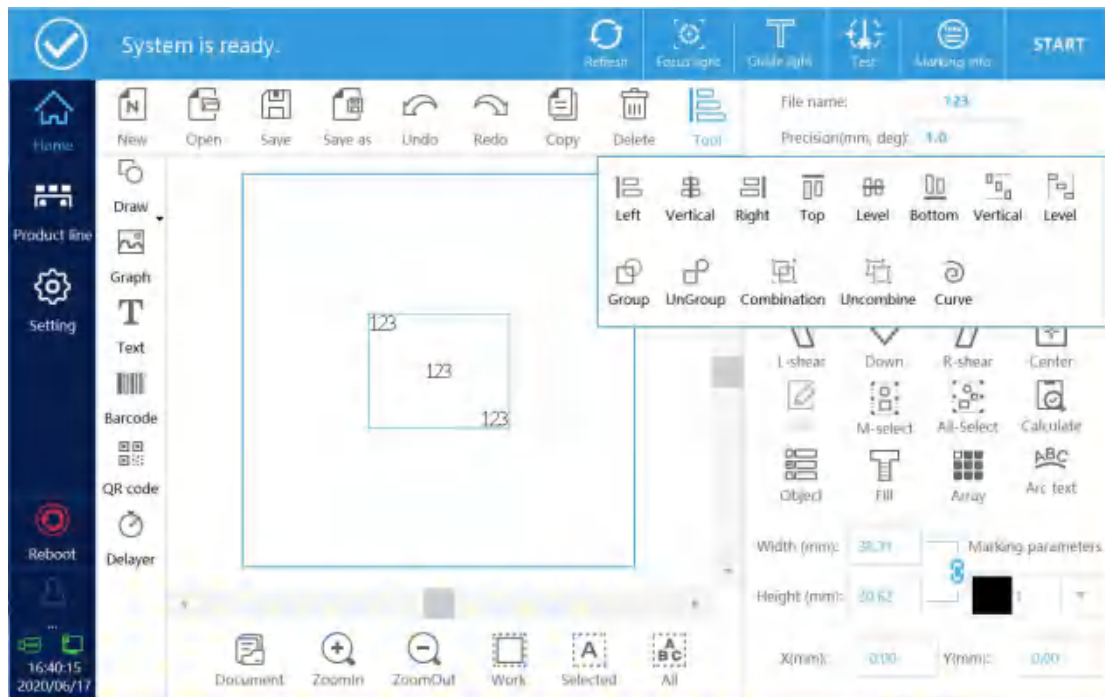 System is ready.
Refresh
Focus light
Guide light
Test
Marking info
START
Home
Product line
Setting
Reboot
...
16:40:15
2020/06/17
N
New
Open
Save
Save as
Undo
Redo
Copy
Delete
Tool
File name: 123
Precision(mm, deg): 1.0
Left
Vertical
Right
Top
Level
Bottom
Vertical
Level
Group
UnGroup
Combination
Uncombine
Curve
Draw
Graph
T
Text
Barcode
QR code
Delayer
123
123
123
L-shear
Down
R-shear
Center
M-select
All-Select
Calculate
Object
Fill
Array
ABC
Arc text
Width (mm):
Marking parameters
Height (mm): 20.62
1
X(mm): 0.00
Y(mm): 0.00
Document
ZoomIn
ZoomOut
Work
A
Selected
A
B C
All